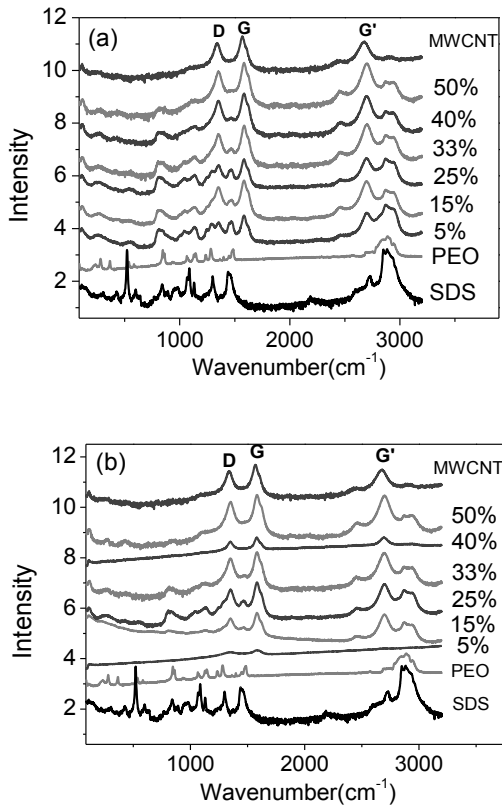 (a)
D G G'
MWCNT
50%
40%
33%
25%
15%
5%
PEO
SDS
12
10
8
6
4
2
Intensity
1000 2000 3000
Wavenumber(cm-1)
(b)
D G G'
MWCNT
50%
40%
33%
25%
15%
5%
PEO
SDS
12
10
8
6
4
2
Intensity
1000 2000 3000
Wavenumber(cm-1)